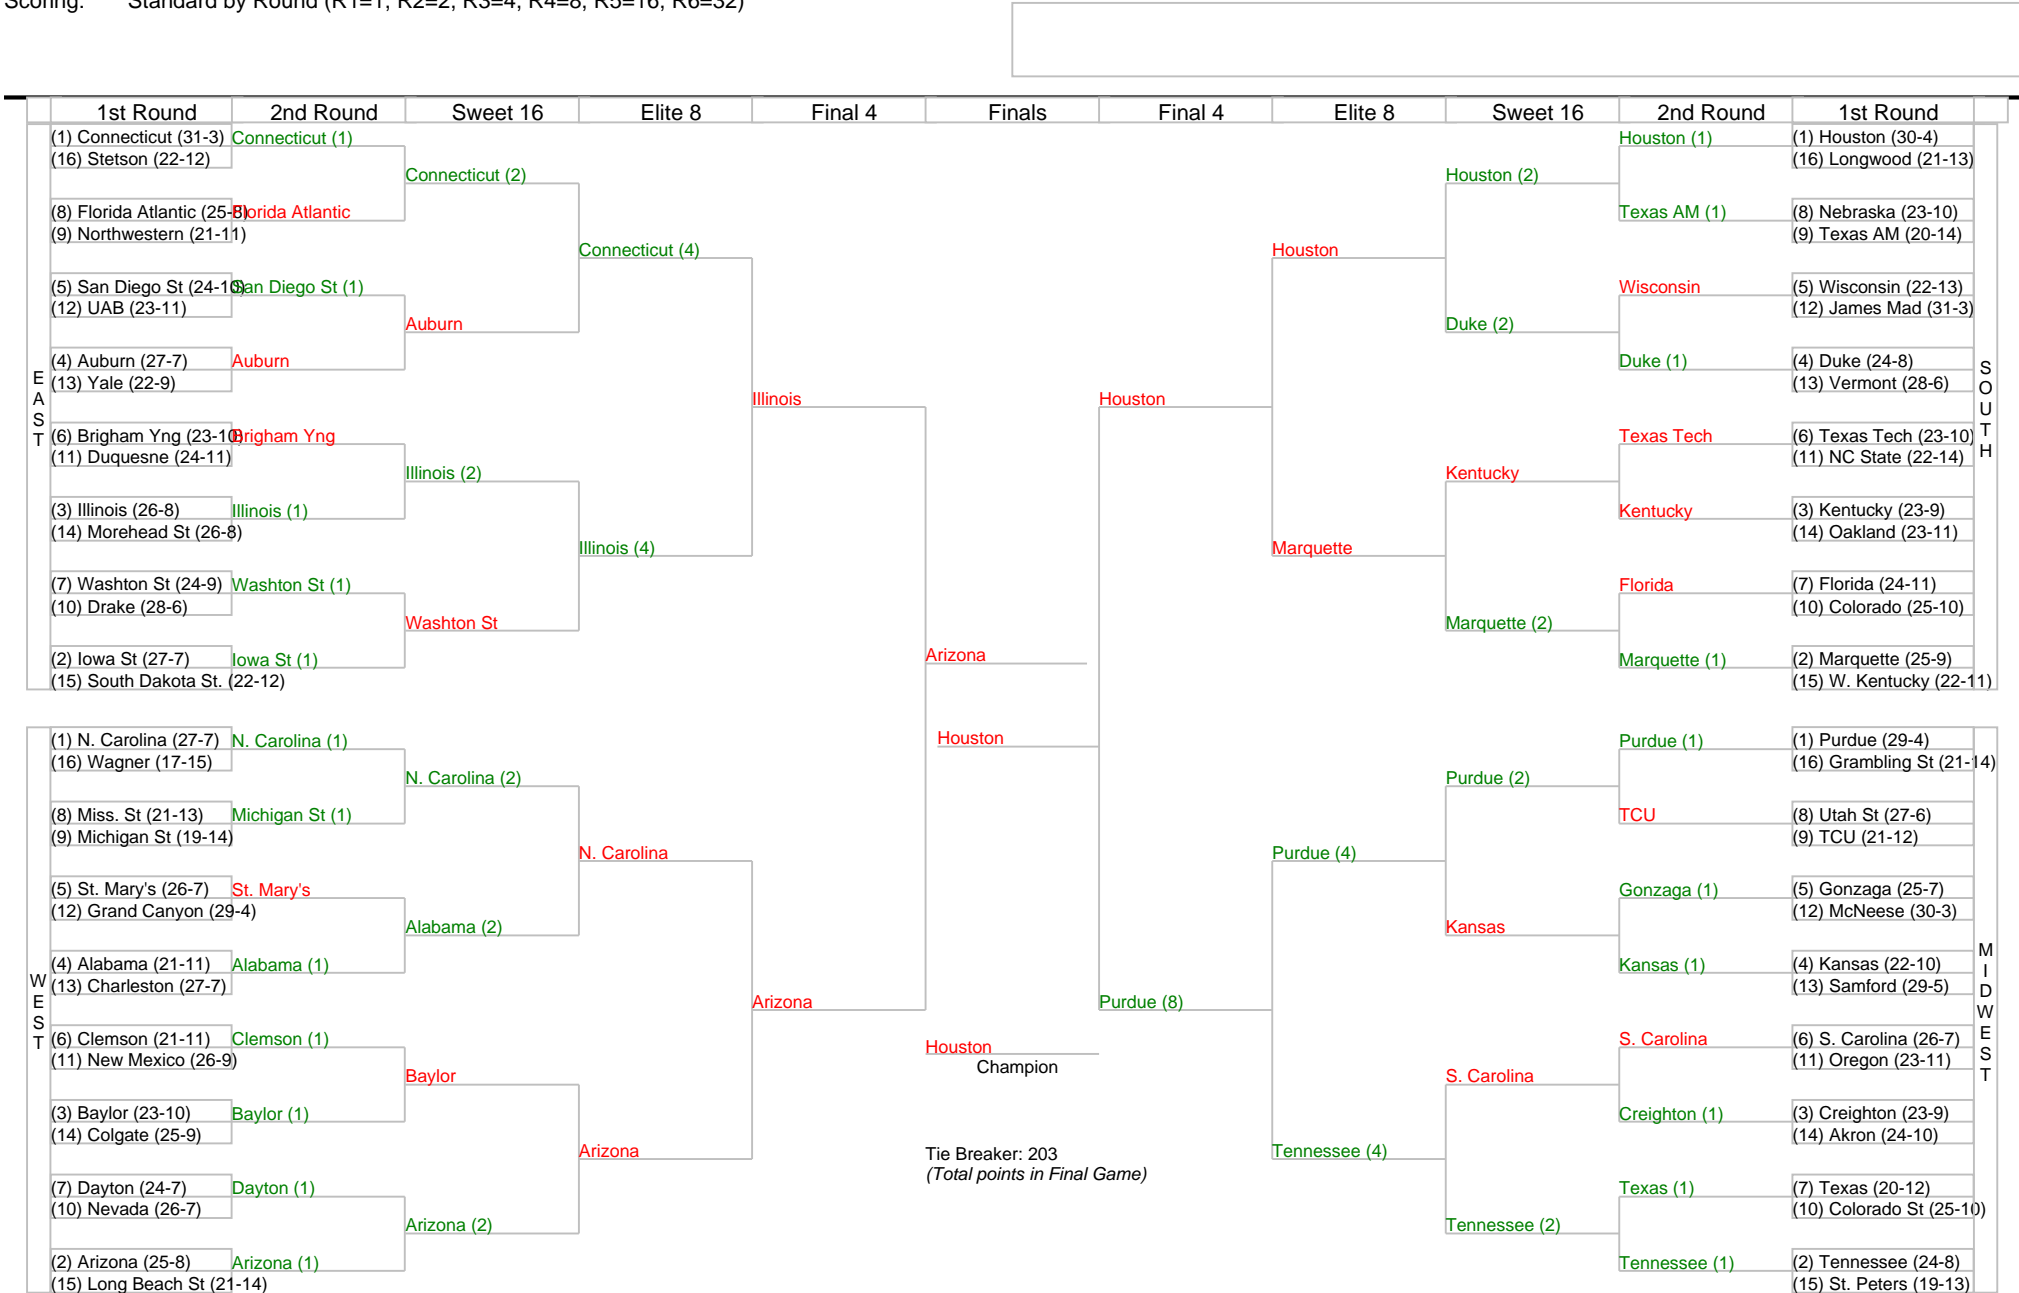 Scoring: Standard by Round (R1=1, R2=2, R3=4, R4=8, R5=16, R6=32)
1st Round 2nd Round Sweet 16 Elite 8 Final 4 Finals Final 4 Elite 8 Sweet 16 2nd Round 1st Round
EAST
(1) Connecticut (31-3)
(16) Stetson (22-12)
(8) Florida Atlantic (25-8)
(9) Northwestern (21-11)
(5) San Diego St (24-10)
(12) UAB (23-11)
(4) Auburn (27-7)
(13) Yale (22-9)
(6) Brigham Yng (23-10)
(11) Duquesne (24-11)
(3) Illinois (26-8)
(14) Morehead St (26-8)
(7) Washton St (24-9)
(10) Drake (28-6)
(2) Iowa St (27-7)
(15) South Dakota St. (22-12)
Connecticut (1)
Florida Atlantic
San Diego St (1)
Auburn
Brigham Yng
Illinois (1)
Washton St (1)
Iowa St (1)
Connecticut (2)
Auburn
Illinois (2)
Washton St
Connecticut (4)
Illinois (4)
Illinois
WEST
(1) N. Carolina (27-7)
(16) Wagner (17-15)
(8) Miss. St (21-13)
(9) Michigan St (19-14)
(5) St. Mary's (26-7)
(12) Grand Canyon (29-4)
(4) Alabama (21-11)
(13) Charleston (27-7)
(6) Clemson (21-11)
(11) New Mexico (26-9)
(3) Baylor (23-10)
(14) Colgate (25-9)
(7) Dayton (24-7)
(10) Nevada (26-7)
(2) Arizona (25-8)
(15) Long Beach St (21-14)
N. Carolina (1)
Michigan St (1)
St. Mary's
Alabama (1)
Clemson (1)
Baylor (1)
Dayton (1)
Arizona (1)
N. Carolina (2)
Alabama (2)
Baylor
Arizona (2)
N. Carolina
Arizona
Arizona
Arizona
Houston
Houston
Champion
Tie Breaker: 203
(Total points in Final Game)
Houston
Purdue (8)
Houston
Marquette
Houston (2)
Duke (2)
Kentucky
Marquette (2)
Houston (1)
Texas AM (1)
Wisconsin
Duke (1)
Texas Tech
Kentucky
Florida
Marquette (1)
(1) Houston (30-4)
(16) Longwood (21-13)
(8) Nebraska (23-10)
(9) Texas AM (20-14)
(5) Wisconsin (22-13)
(12) James Mad (31-3)
(4) Duke (24-8)
(13) Vermont (28-6)
(6) Texas Tech (23-10)
(11) NC State (22-14)
(3) Kentucky (23-9)
(14) Oakland (23-11)
(7) Florida (24-11)
(10) Colorado (25-10)
(2) Marquette (25-9)
(15) W. Kentucky (22-11)
SOUTH
Purdue (4)
Tennessee (4)
Purdue (2)
Kansas
S. Carolina
Tennessee (2)
Purdue (1)
TCU
Gonzaga (1)
Kansas (1)
S. Carolina
Creighton (1)
Texas (1)
Tennessee (1)
(1) Purdue (29-4)
(16) Grambling St (21-14)
(8) Utah St (27-6)
(9) TCU (21-12)
(5) Gonzaga (25-7)
(12) McNeese (30-3)
(4) Kansas (22-10)
(13) Samford (29-5)
(6) S. Carolina (26-7)
(11) Oregon (23-11)
(3) Creighton (23-9)
(14) Akron (24-10)
(7) Texas (20-12)
(10) Colorado St (25-10)
(2) Tennessee (24-8)
(15) St. Peters (19-13)
MIDWEST